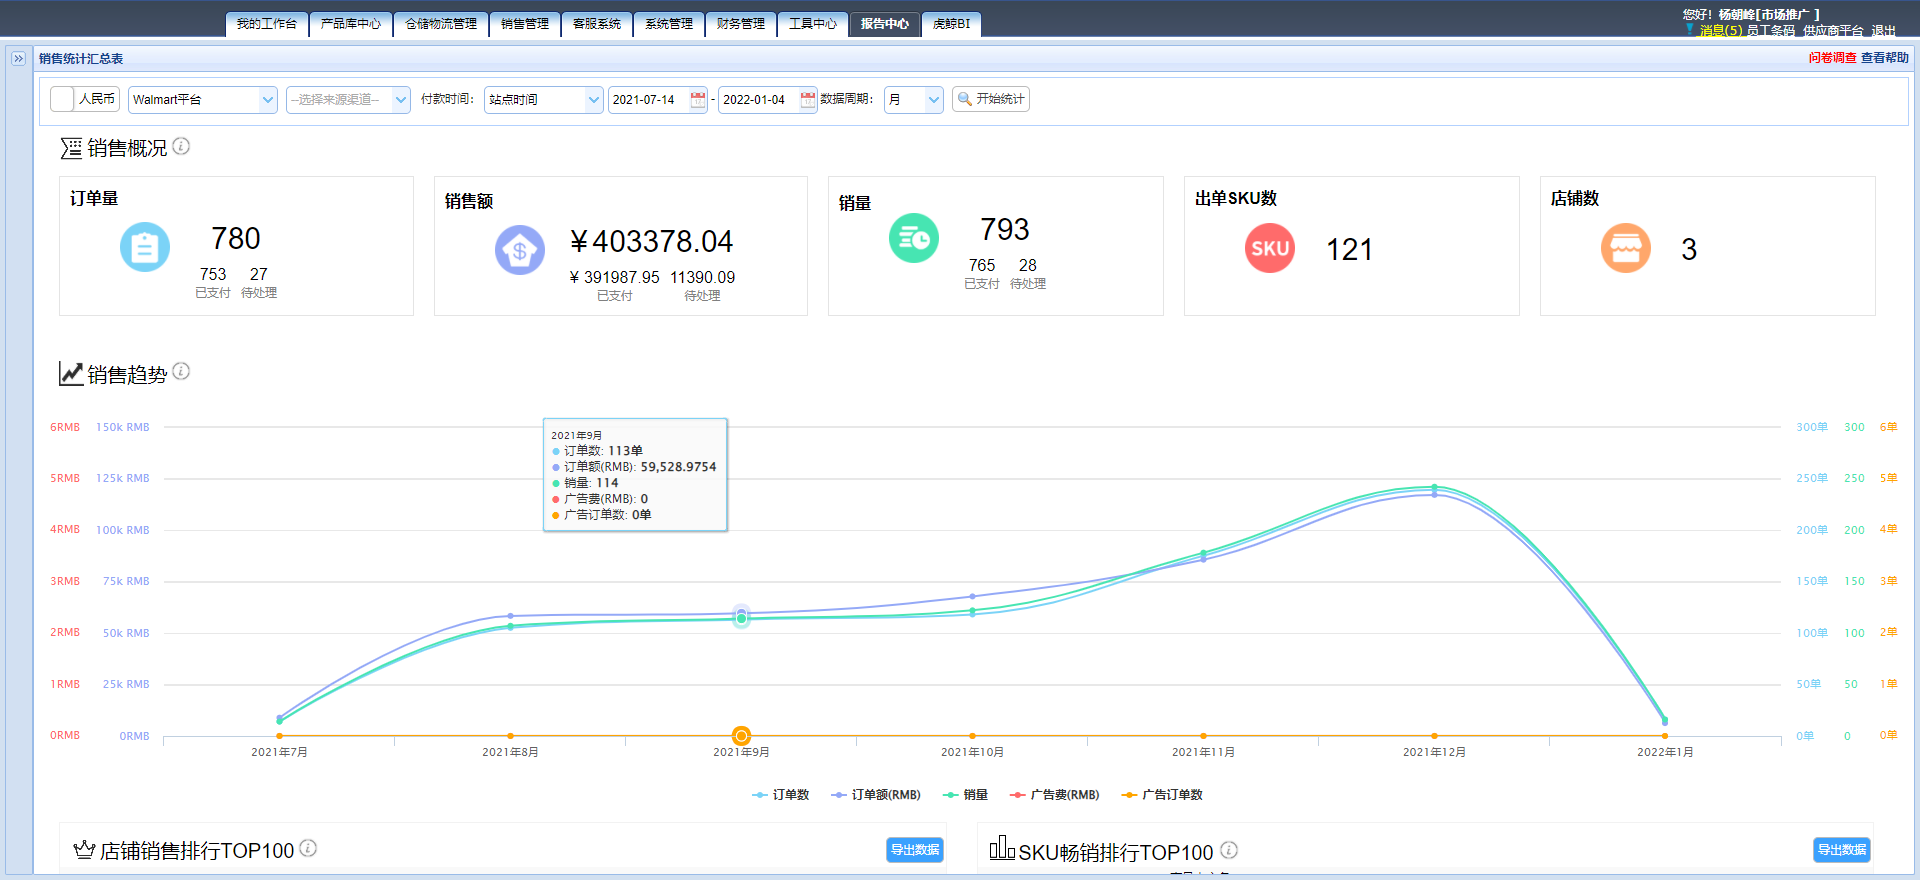 我的工作台 产品库中心 仓储物流管理 销售管理 客服系统 系统管理 财务管理 工具中心 报告中心 虎鲸BI
您好！杨朝峰[市场推广 ]
消息(5) 员工条码 供应商平台 退出
销售统计汇总表 问卷调查 查看帮助
人民币 Walmart平台 --选择来源渠道-- 付款时间： 站点时间 2021-07-14 - 2022-01-04 数据周期： 月 开始统计
销售概况
订单量
780
753 27
已支付 待处理
销售额
¥403378.04
¥ 391987.95 11390.09
已支付 待处理
销量
793
765 28
已支付 待处理
出单SKU数
SKU 121
店铺数
3
销售趋势
6RMB 150k RMB 300单 300 6单
5RMB 125k RMB 250单 250 5单
4RMB 100k RMB 200单 200 4单
3RMB 75k RMB 150单 150 3单
2RMB 50k RMB 100单 100 2单
1RMB 25k RMB 50单 50 1单
0RMB 0RMB 0单 0 0单
2021年9月
订单数: 113单
订单额(RMB): 59,528.9754
销量: 114
广告费(RMB): 0
广告订单数: 0单
2021年7月 2021年8月 2021年9月 2021年10月 2021年11月 2021年12月 2022年1月
订单数 订单额(RMB) 销量 广告费(RMB) 广告订单数
店铺销售排行TOP100 导出数据
SKU畅销排行TOP100 导出数据